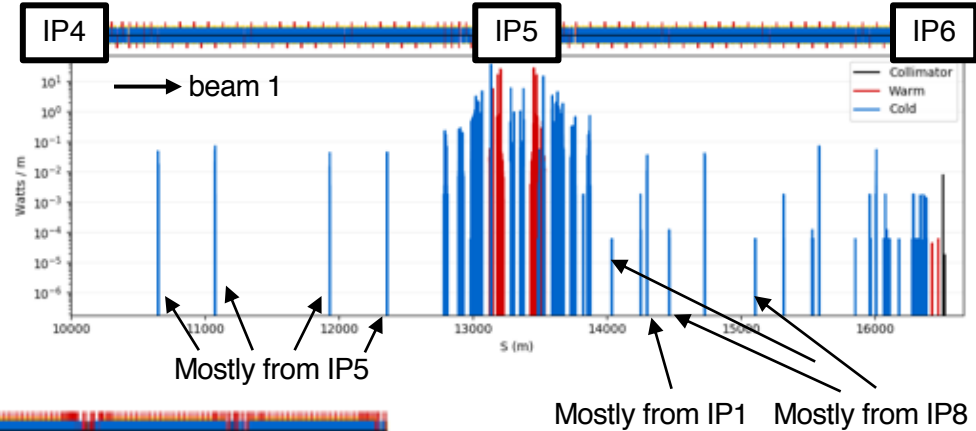 IP4 IP5 IP6
beam 1
Collimator
Warm
Cold
10¹
10⁰
10⁻¹
10⁻²
10⁻³
10⁻⁴
10⁻⁵
10⁻⁶
Watts / m
10000 11000 12000 13000 14000 15000 16000
S (m)
Mostly from IP5
Mostly from IP1 Mostly from IP8